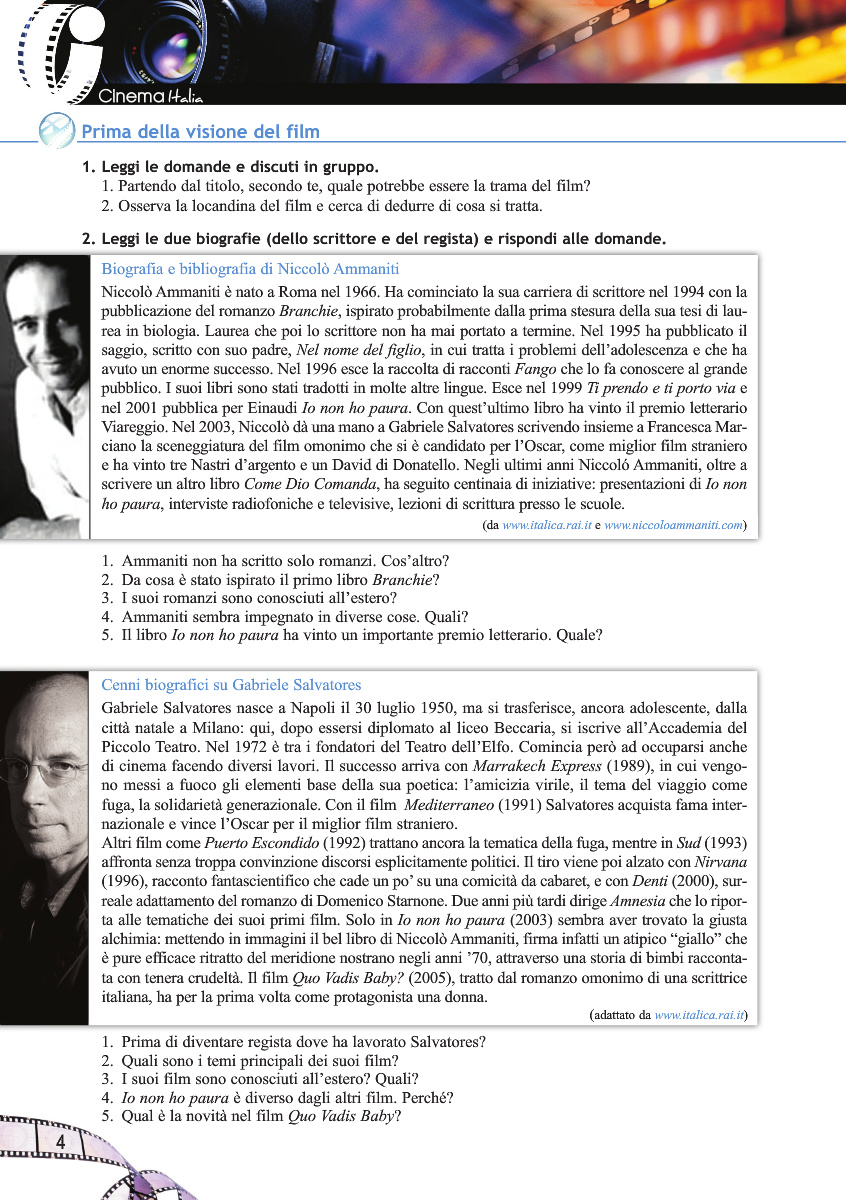 Cinema Italia
Prima della visione del film
1. Leggi le domande e discuti in gruppo.
1. Partendo dal titolo, secondo te, quale potrebbe essere la trama del film?
2. Osserva la locandina del film e cerca di dedurre di cosa si tratta.
2. Leggi le due biografie (dello scrittore e del regista) e rispondi alle domande.
Biografia e bibliografia di Niccolò Ammaniti
Niccolò Ammaniti è nato a Roma nel 1966. Ha cominciato la sua carriera di scrittore nel 1994 con la
pubblicazione del romanzo Branchie, ispirato probabilmente dalla prima stesura della sua tesi di lau-
rea in biologia. Laurea che poi lo scrittore non ha mai portato a termine. Nel 1995 ha pubblicato il
saggio, scritto con suo padre, Nel nome del figlio, in cui tratta i problemi dell'adolescenza e che ha
avuto un enorme successo. Nel 1996 esce la raccolta di racconti Fango che lo fa conoscere al grande
pubblico. I suoi libri sono stati tradotti in molte altre lingue. Esce nel 1999 Ti prendo e ti porto via e
nel 2001 pubblica per Einaudi Io non ho paura. Con quest'ultimo libro ha vinto il premio letterario
Viareggio. Nel 2003, Niccolò dà una mano a Gabriele Salvatores scrivendo insieme a Francesca Mar-
ciano la sceneggiatura del film omonimo che si è candidato per l'Oscar, come miglior film straniero
e ha vinto tre Nastri d'argento e un David di Donatello. Negli ultimi anni Niccoló Ammaniti, oltre a
scrivere un altro libro Come Dio Comanda, ha seguito centinaia di iniziative: presentazioni di Io non
ho paura, interviste radiofoniche e televisive, lezioni di scrittura presso le scuole.
(da www.italica.rai.it e www.niccoloammaniti.com)
1. Ammaniti non ha scritto solo romanzi. Cos'altro?
2. Da cosa è stato ispirato il primo libro Branchie?
3. I suoi romanzi sono conosciuti all'estero?
4. Ammaniti sembra impegnato in diverse cose. Quali?
5. Il libro Io non ho paura ha vinto un importante premio letterario. Quale?
Cenni biografici su Gabriele Salvatores
Gabriele Salvatores nasce a Napoli il 30 luglio 1950, ma si trasferisce, ancora adolescente, dalla
città natale a Milano: qui, dopo essersi diplomato al liceo Beccaria, si iscrive all'Accademia del
Piccolo Teatro. Nel 1972 è tra i fondatori del Teatro dell'Elfo. Comincia però ad occuparsi anche
di cinema facendo diversi lavori. Il successo arriva con Marrakech Express (1989), in cui vengo-
no messi a fuoco gli elementi base della sua poetica: l'amicizia virile, il tema del viaggio come
fuga, la solidarietà generazionale. Con il film Mediterraneo (1991) Salvatores acquista fama inter-
nazionale e vince l'Oscar per il miglior film straniero.
Altri film come Puerto Escondido (1992) trattano ancora la tematica della fuga, mentre in Sud (1993)
affronta senza troppa convinzione discorsi esplicitamente politici. Il tiro viene poi alzato con Nirvana
(1996), racconto fantascientifico che cade un po' su una comicità da cabaret, e con Denti (2000), sur-
reale adattamento del romanzo di Domenico Starnone. Due anni più tardi dirige Amnesia che lo ripor-
ta alle tematiche dei suoi primi film. Solo in Io non ho paura (2003) sembra aver trovato la giusta
alchimia: mettendo in immagini il bel libro di Niccolò Ammaniti, firma infatti un atipico “giallo” che
è pure efficace ritratto del meridione nostrano negli anni '70, attraverso una storia di bimbi racconta-
ta con tenera crudeltà. Il film Quo Vadis Baby? (2005), tratto dal romanzo omonimo di una scrittrice
italiana, ha per la prima volta come protagonista una donna.
(adattato da www.italica.rai.it)
1. Prima di diventare regista dove ha lavorato Salvatores?
2. Quali sono i temi principali dei suoi film?
3. I suoi film sono conosciuti all'estero? Quali?
4. Io non ho paura è diverso dagli altri film. Perché?
5. Qual è la novità nel film Quo Vadis Baby?
4